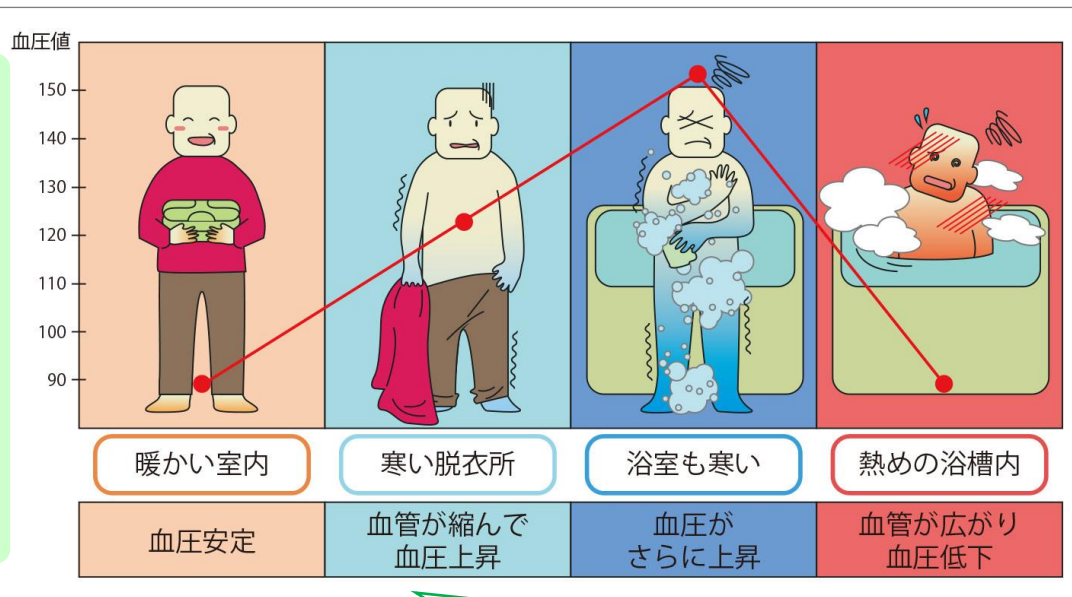 血圧値
150
140
130
120
110
100
90
暖かい室内
寒い脱衣所
浴室も寒い
熱めの浴槽内
血圧安定
血管が縮んで
血圧上昇
血圧が
さらに上昇
血管が広がり
血圧低下